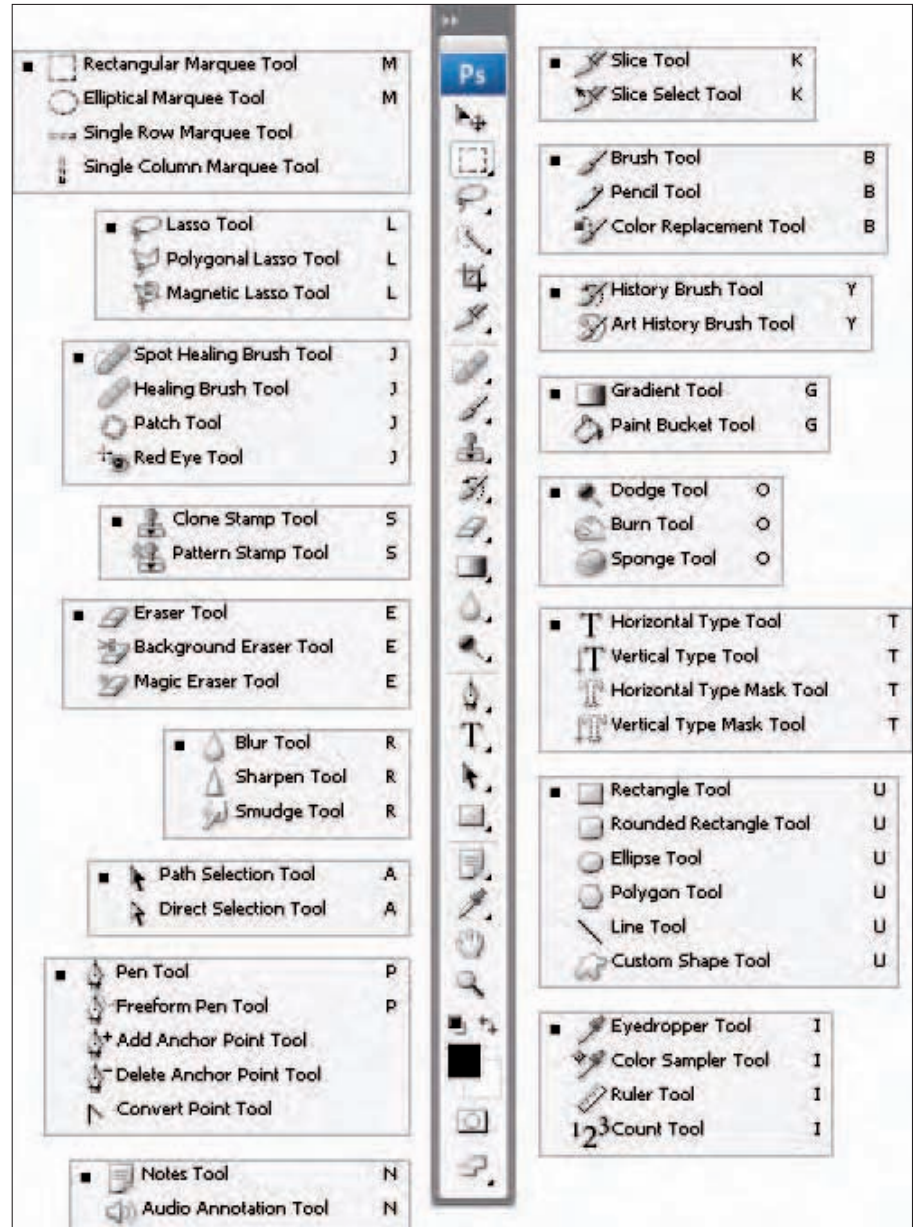 Rectangular Marquee Tool M
Elliptical Marquee Tool M
Single Row Marquee Tool
Single Column Marquee Tool
Lasso Tool L
Polygonal Lasso Tool L
Magnetic Lasso Tool L
Spot Healing Brush Tool J
Healing Brush Tool J
Patch Tool J
Red Eye Tool J
Clone Stamp Tool S
Pattern Stamp Tool S
Eraser Tool E
Background Eraser Tool E
Magic Eraser Tool E
Blur Tool R
Sharpen Tool R
Smudge Tool R
Path Selection Tool A
Direct Selection Tool A
Pen Tool P
Freeform Pen Tool P
Add Anchor Point Tool
Delete Anchor Point Tool
Convert Point Tool
Notes Tool N
Audio Annotation Tool N
Ps
T
Slice Tool K
Slice Select Tool K
Brush Tool B
Pencil Tool B
Color Replacement Tool B
History Brush Tool Y
Art History Brush Tool Y
Gradient Tool G
Paint Bucket Tool G
Dodge Tool O
Burn Tool O
Sponge Tool O
T Horizontal Type Tool T
T Vertical Type Tool T
T Horizontal Type Mask Tool T
T Vertical Type Mask Tool T
Rectangle Tool U
Rounded Rectangle Tool U
Ellipse Tool U
Polygon Tool U
Line Tool U
Custom Shape Tool U
Eyedropper Tool I
Color Sampler Tool I
Ruler Tool I
123 Count Tool I